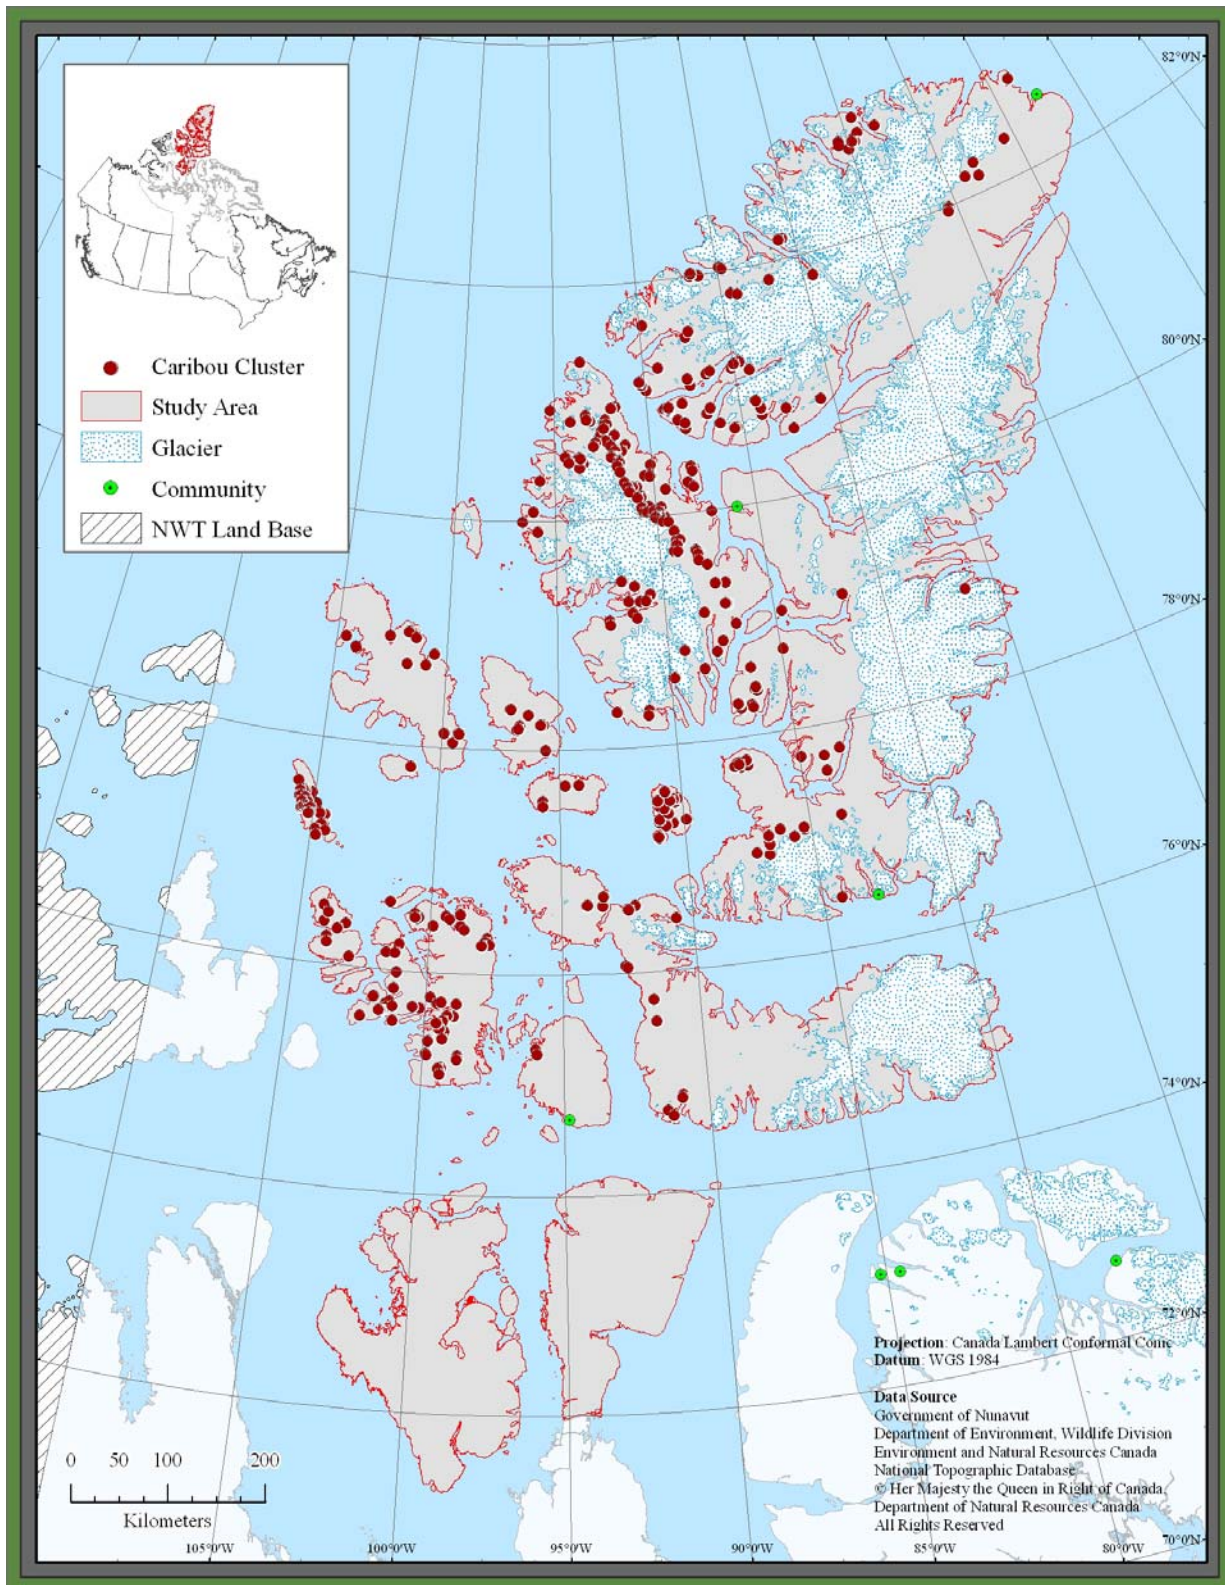 82°0'N
Caribou Cluster
Study Area
Glacier
Community
NWT Land Base
80°0'N
78°0'N
76°0'N
74°0'N
72°0'N
Projection: Canada Lambert Conformal Conic
Datum: WGS 1984
Data Source
Government of Nunavut
Department of Environment, Wildlife Division
Environment and Natural Resources Canada
National Topographic Database
© Her Majesty the Queen in Right of Canada,
Department of Natural Resources Canada
All Rights Reserved
0 50 100 200
Kilometers
70°0'N
105°0'W 100°0'W 95°0'W 90°0'W 85°0'W 80°0'W